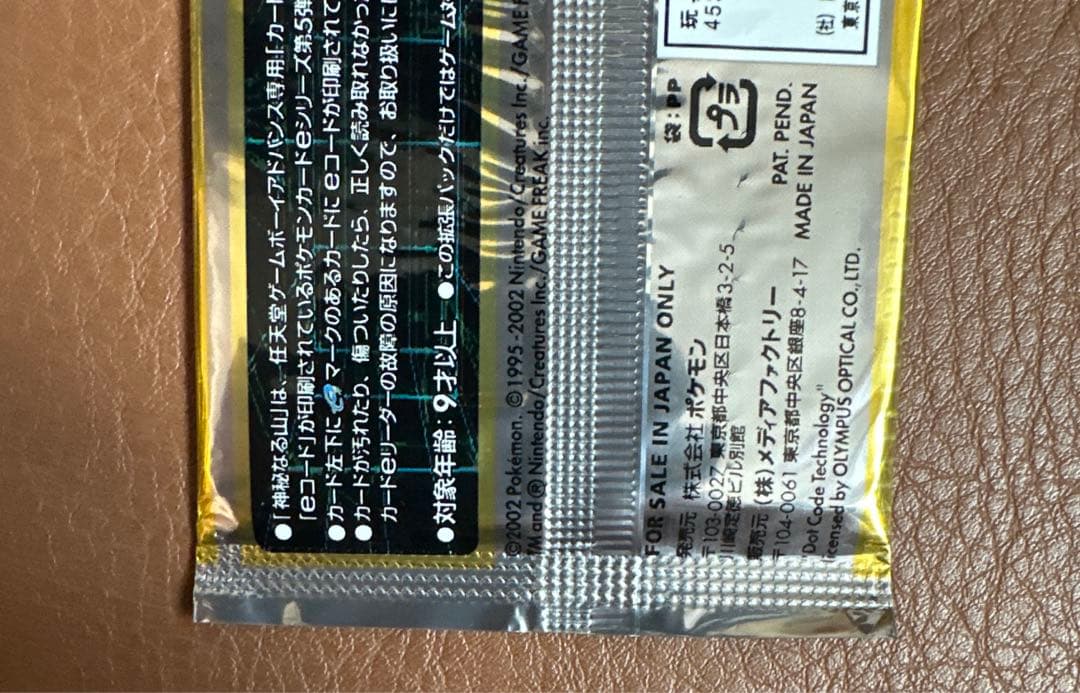 ●「神秘なる山」は、任天堂ゲームボーイアドバンス専用「カード
「eコード」が印刷されているポケモンカードeシリーズ第5弾
●カード左下に マークのあるカードにeコードが印刷されて
●カードが汚れたり、傷ついたりしたら、正しく読み取れなかっ
カードeリーダーの故障の原因になりますので、お取り扱いに
●対象年齢:9才以上 ●この拡張パックだけではゲーム
©2002 Pokémon. ©1995-2002 Nintendo/Creatures Inc./GAME
TM and ® Nintendo/Creatures Inc./GAME FREAK inc.
FOR SALE IN JAPAN ONLY
発売元 株式会社ポケモン
〒103-0027 東京都中央区日本橋3-2-5
川崎定徳ビル別館
販売元 (株)メディアファクトリー
〒104-0061 東京都中央区銀座8-4-17
"Dot Code Technology"
licensed by OLYMPUS OPTICAL CO.,LTD.
袋:PP
プラ
PAT. PEND.
MADE IN JAPAN
玩
45
(社)
東京